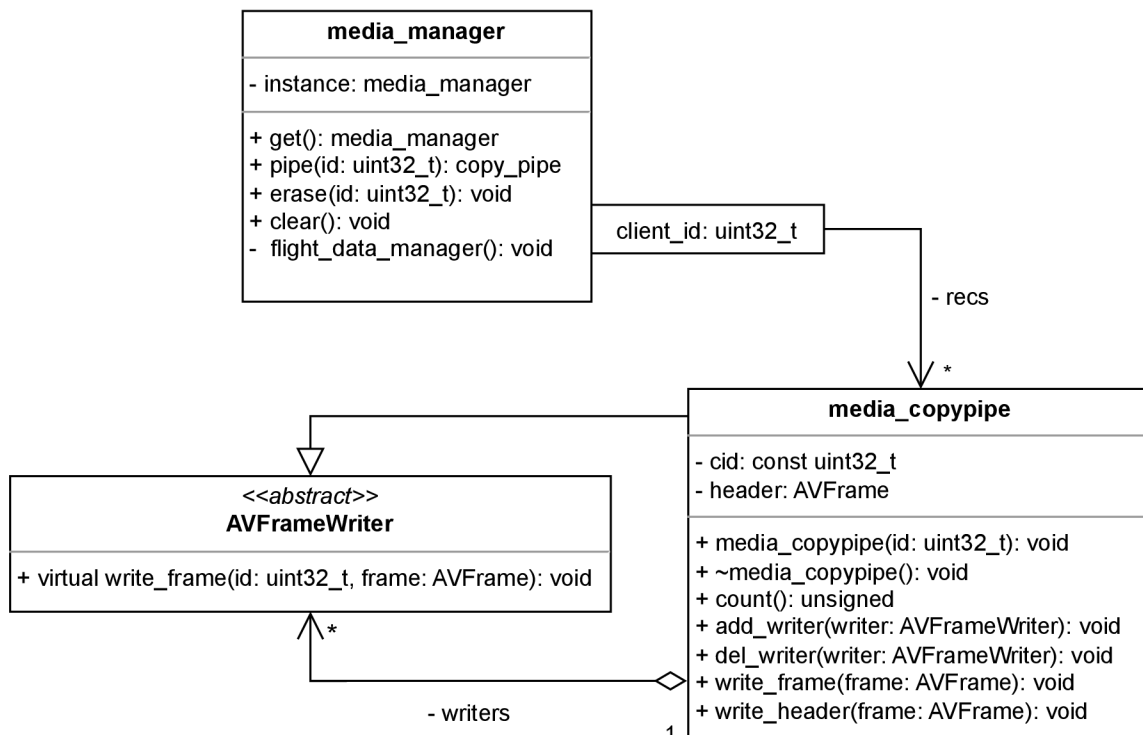 media_manager
- instance: media_manager
+ get(): media_manager
+ pipe(id: uint32_t): copy_pipe
+ erase(id: uint32_t): void
+ clear(): void
- flight_data_manager(): void
client_id: uint32_t
- recs
*
media_copypipe
- cid: const uint32_t
- header: AVFrame
+ media_copypipe(id: uint32_t): void
+ ~media_copypipe(): void
+ count(): unsigned
+ add_writer(writer: AVFrameWriter): void
+ del_writer(writer: AVFrameWriter): void
+ write_frame(frame: AVFrame): void
+ write_header(frame: AVFrame): void
<<abstract>>
AVFrameWriter
+ virtual write_frame(id: uint32_t, frame: AVFrame): void
*
- writers
1